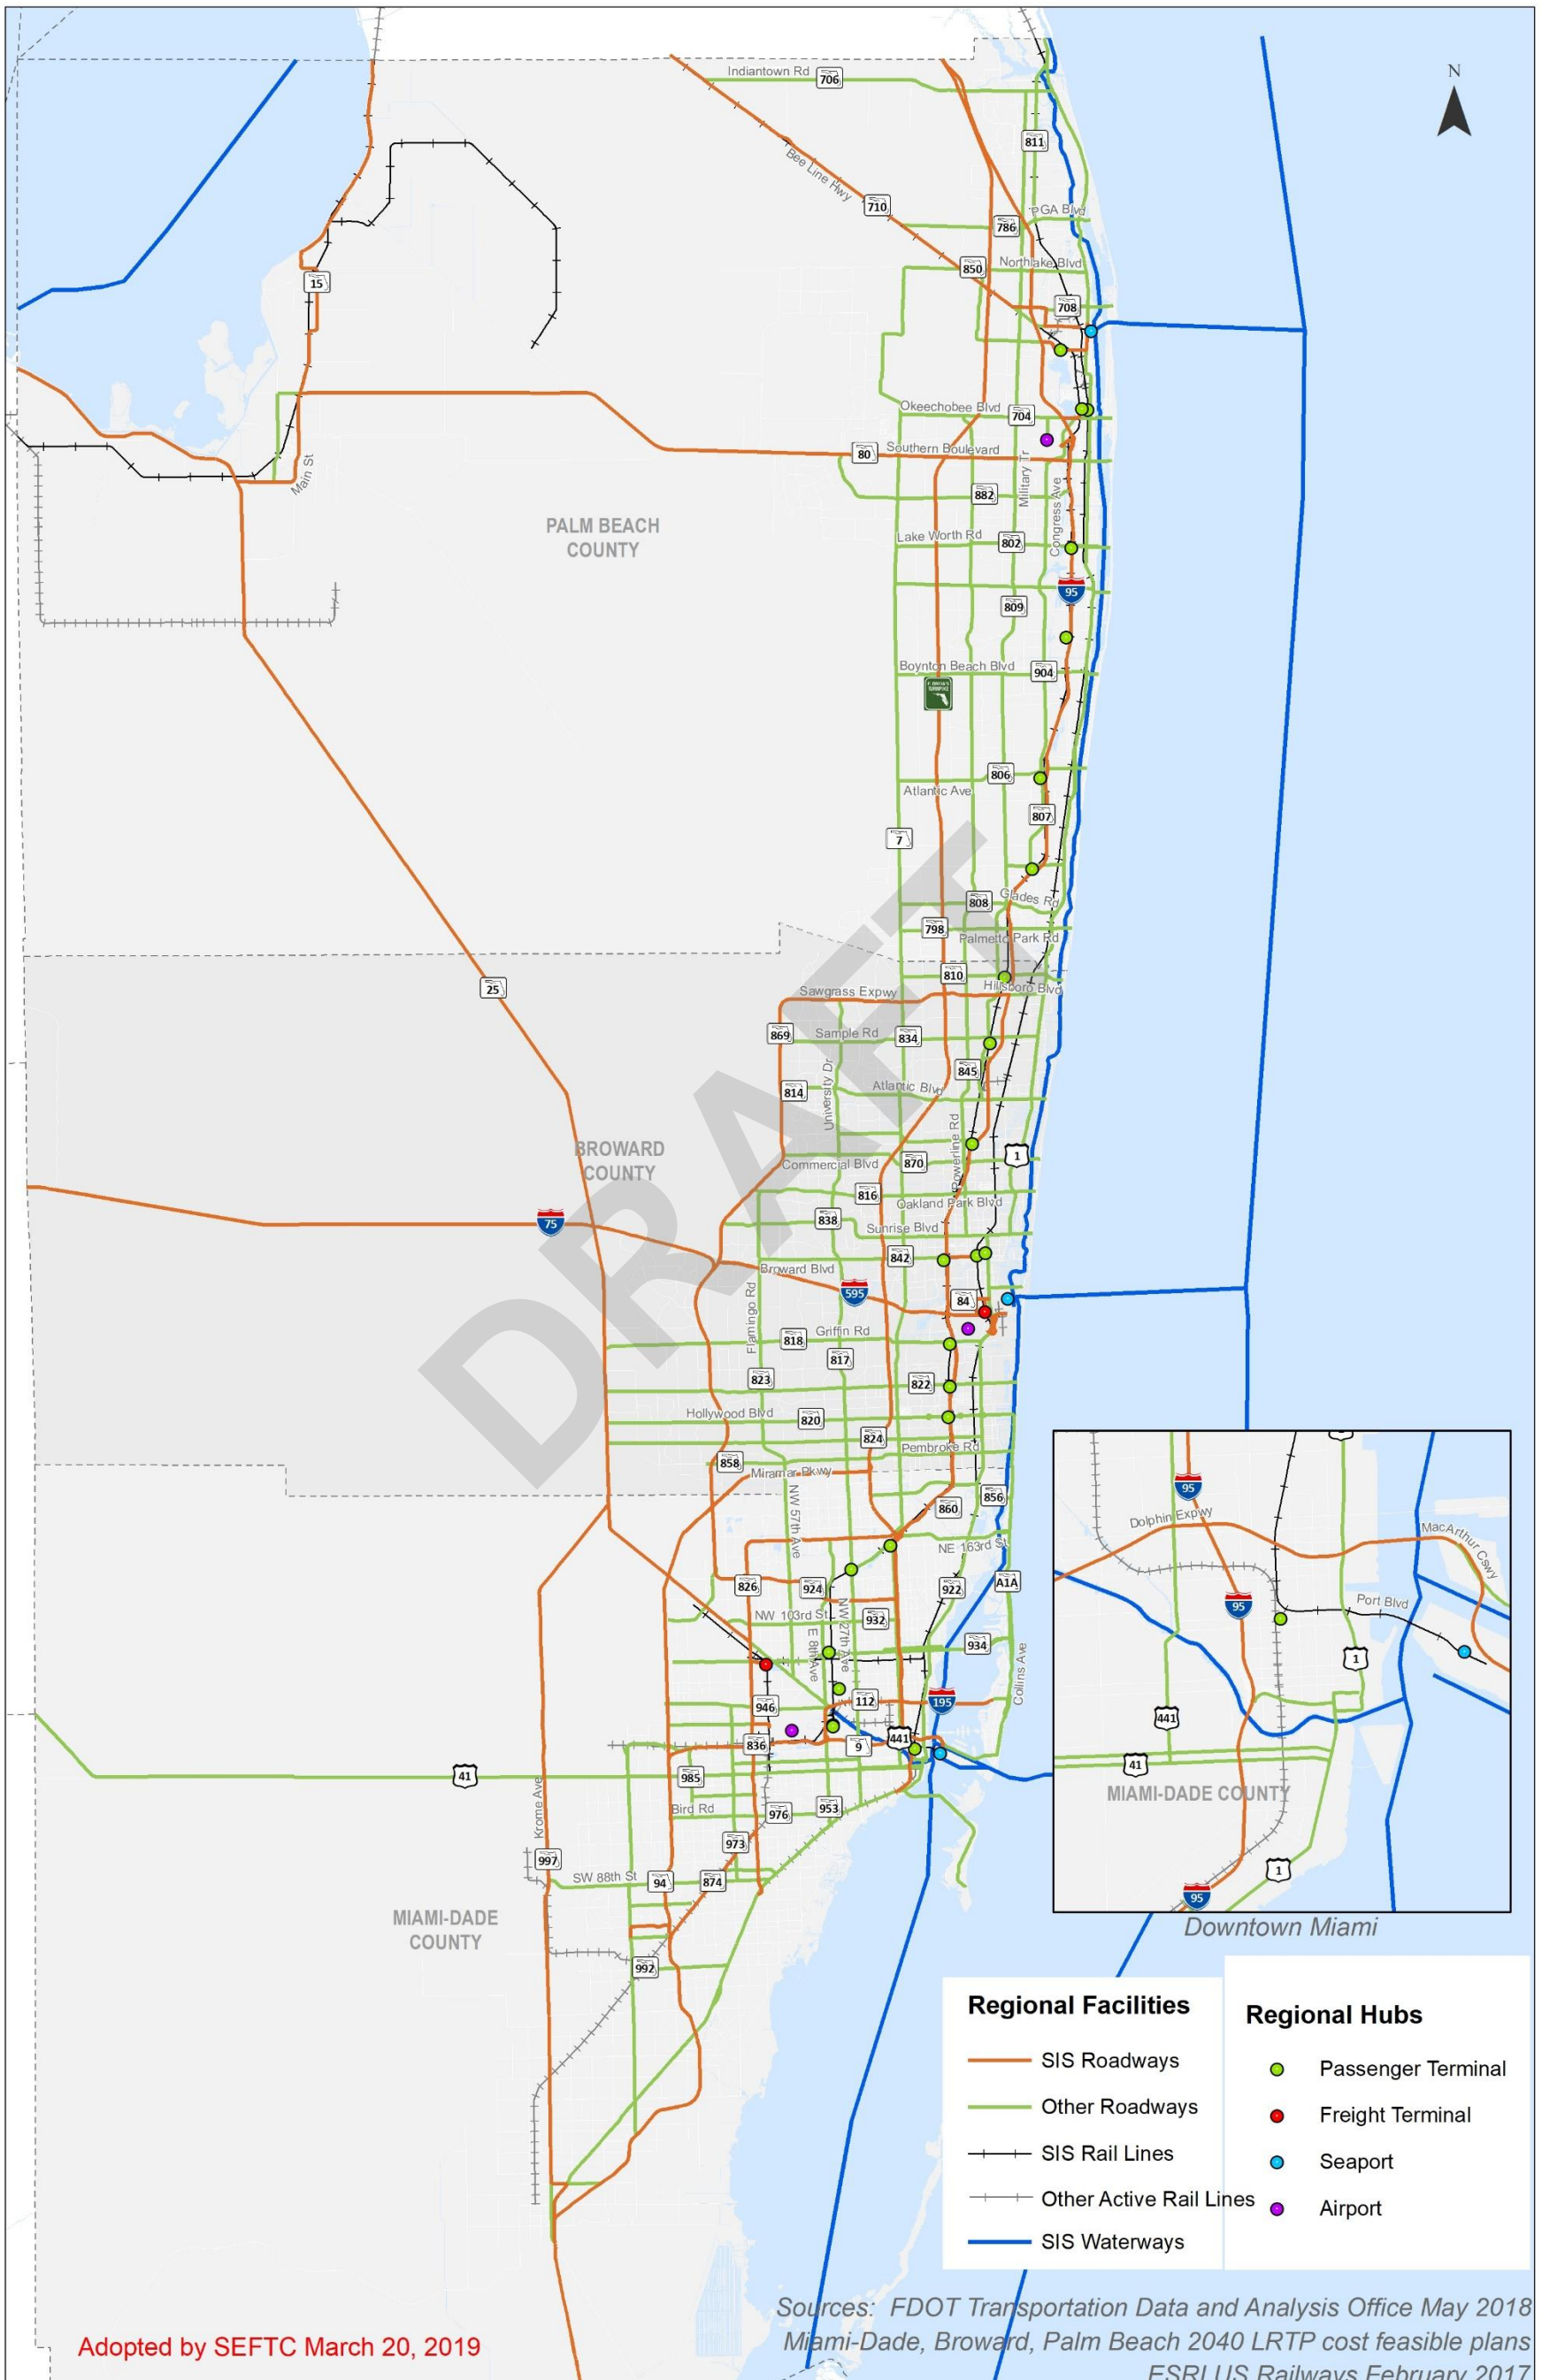 N
Indiantown Rd
706
811
Bee Line Hwy
710
PGA Blvd
786
Northlake Blvd
850
15
708
Okeechobee Blvd
704
80
Southern Boulevard
Main St
Military Tr
882
Congress Ave
PALM BEACH
COUNTY
Lake Worth Rd
802
95
809
Boynton Beach Blvd
904
806
Atlantic Ave
807
7
808
Glades Rd
798
Palmetto Park Rd
810
25
Hillsboro Blvd
Sawgrass Expwy
869
Sample Rd
834
University Dr
845
814
Atlantic Blvd
Powerline Rd
BROWARD
COUNTY
Commercial Blvd
870
1
816
Oakland Park Blvd
75
838
Sunrise Blvd
842
Broward Blvd
595
84
Flamingo Rd
818
Griffin Rd
817
823
822
Hollywood Blvd
820
824
Pembroke Rd
858
Miramar Pkwy
NW 57th Ave
860
856
NE 163rd St
826
924
922
A1A
NW 103rd St
NW 27th Ave
932
E 8th Ave
934
Collins Ave
946
112
195
836
9
441
41
985
Krome Ave
Bird Rd
976
953
973
997
SW 88th St
94
874
MIAMI-DADE
COUNTY
992
DRAFT
95
Dolphin Expwy
MacArthur Cswy
95
Port Blvd
1
441
41
MIAMI-DADE COUNTY
1
95
Downtown Miami
Regional Facilities
SIS Roadways
Other Roadways
SIS Rail Lines
Other Active Rail Lines
SIS Waterways
Regional Hubs
Passenger Terminal
Freight Terminal
Seaport
Airport
Adopted by SEFTC March 20, 2019
Sources: FDOT Transportation Data and Analysis Office May 2018
Miami-Dade, Broward, Palm Beach 2040 LRTP cost feasible plans
ESRI US Railways February 2017